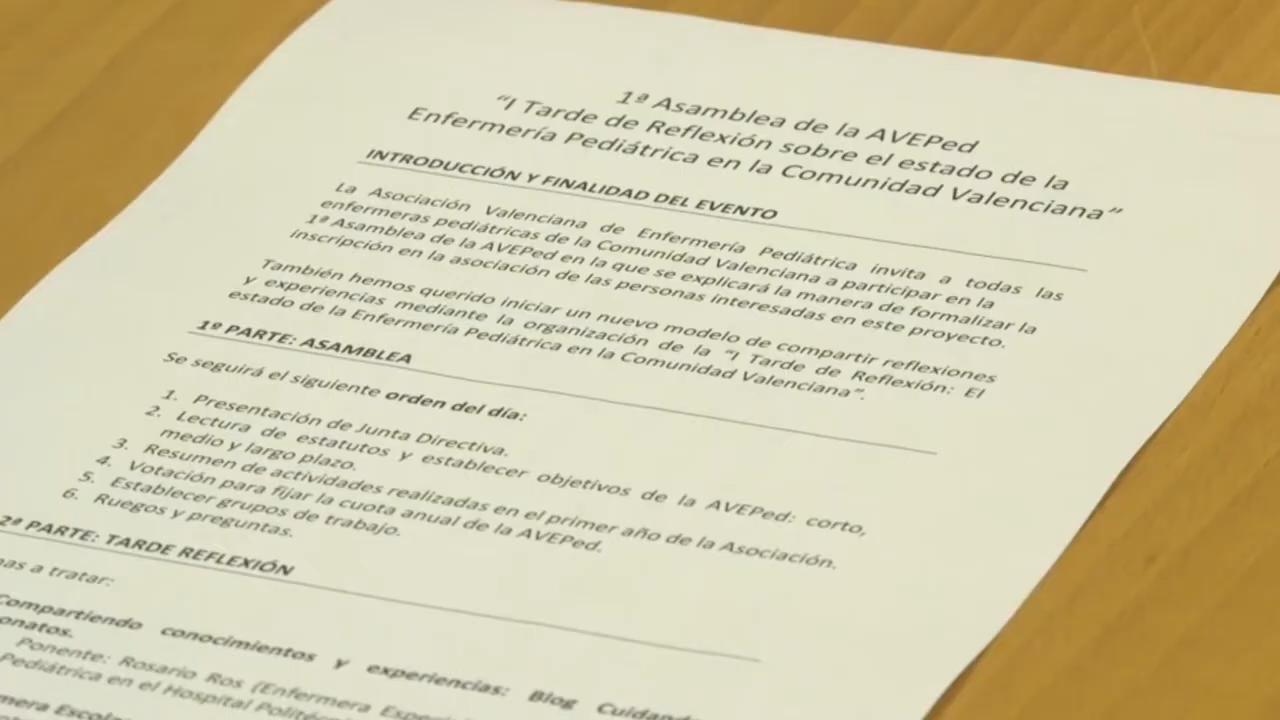 1ª Asamblea de la AVEPed
“I Tarde de Reflexión sobre el estado de la
Enfermería Pediátrica en la Comunidad Valenciana”
INTRODUCCIÓN Y FINALIDAD DEL EVENTO
La Asociación Valenciana de Enfermería Pediátrica invita a todas las
enfermeras pediátricas de la Comunidad Valenciana a participar en la
1ª Asamblea de la AVEPed en la que se explicará la manera de formalizar la
inscripción en la asociación de las personas interesadas en este proyecto.
También hemos querido iniciar un nuevo modelo de compartir reflexiones
y experiencias mediante la organización de la “I Tarde de Reflexión: El
estado de la Enfermería Pediátrica en la Comunidad Valenciana”.
1º PARTE: ASAMBLEA
Se seguirá el siguiente orden del día:
1. Presentación de Junta Directiva.
2. Lectura de estatutos y establecer objetivos de la AVEPed: corto,
medio y largo plazo.
3. Resumen de actividades realizadas en el primer año de la Asociación.
4. Votación para fijar la cuota anual de la AVEPed.
5. Establecer grupos de trabajo.
6. Ruegos y preguntas.
2º PARTE: TARDE REFLEXIÓN
a tratar:
Compartiendo conocimientos y experiencias: Blog
Ponente: Rosario Ros (Enfermera
Pediátrica en el Hospital